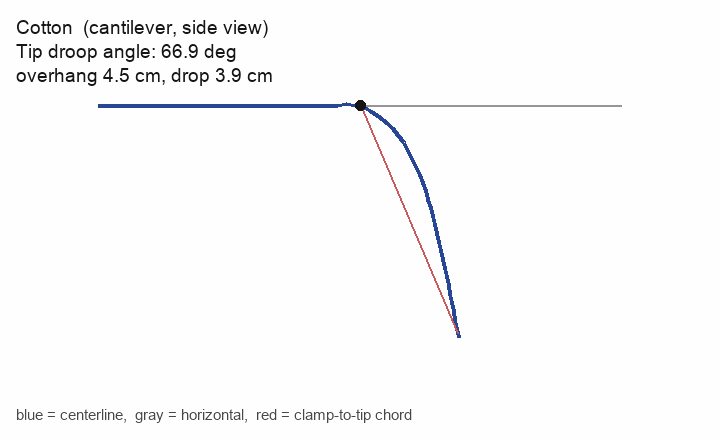 Cotton  (cantilever, side view)
Tip droop angle: 66.9 deg
overhang 4.5 cm, drop 3.9 cm
blue = centerline,  gray = horizontal,  red = clamp-to-tip chord